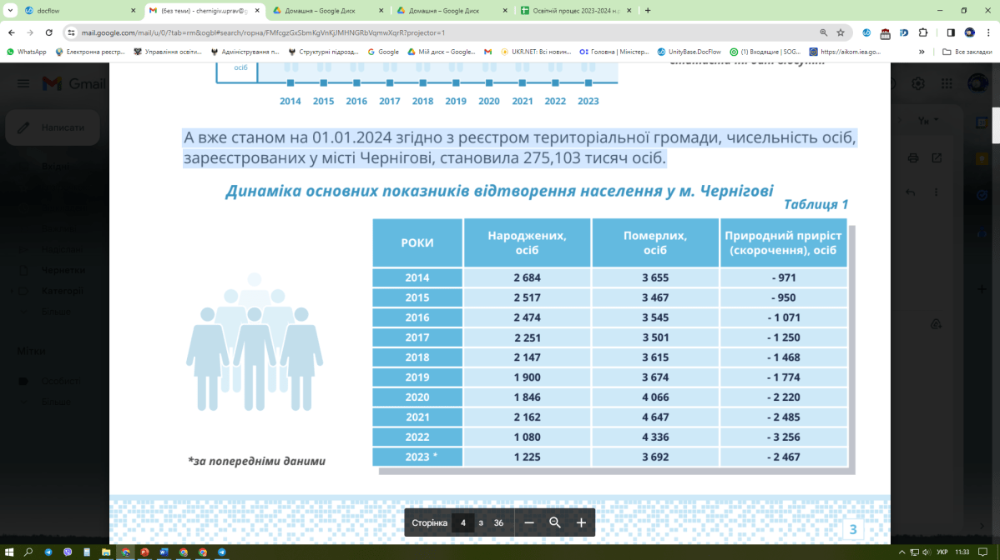 docflow
(без теми) - chernigiv.uprav@g
Домашня – Google Диск
Домашня – Google Диск
Освітній процес 2023-2024 н.р
mail.google.com/mail/u/0/?tab=rm&ogbl#search/горна/FMfcgzGxSbmKgVnKjJMHNGRbVqmwXqrR?projector=1
WhatsApp
Електронна реєстр...
Управління освіти...
Адміністрування п...
Структурні підрозд...
Google
Мій диск – Google...
UKR.NET: Всі новин...
Головна | Міністер...
UnityBase.DocFlow
(1) Входящие | SOG...
https://aikom.iea.go...
»
Все закладки
Gmail
Написати
осіб
2014 2015 2016 2017 2018 2019 2020 2021 2022 2023
А вже станом на 01.01.2024 згідно з реєстром територіальної громади, чисельність осіб,
зареєстрованих у місті Чернігові, становила 275,103 тисяч осіб.
Динаміка основних показників відтворення населення у м. Чернігові
Таблиця 1
РОКИ Народжених, осіб Померлих, осіб Природний приріст (скорочення), осіб
2014 2 684 3 655 - 971
2015 2 517 3 467 - 950
2016 2 474 3 545 - 1 071
2017 2 251 3 501 - 1 250
2018 2 147 3 615 - 1 468
2019 1 900 3 674 - 1 774
2020 1 846 4 066 - 2 220
2021 2 162 4 647 - 2 485
2022 1 080 4 336 - 3 256
2023 * 1 225 3 692 - 2 467
*за попередніми даними
Надіслані
Чернетки
Категорії
Більше
Мітки
Особисті
Більше
Сторінка 4 з 36
3
УКР 11:33